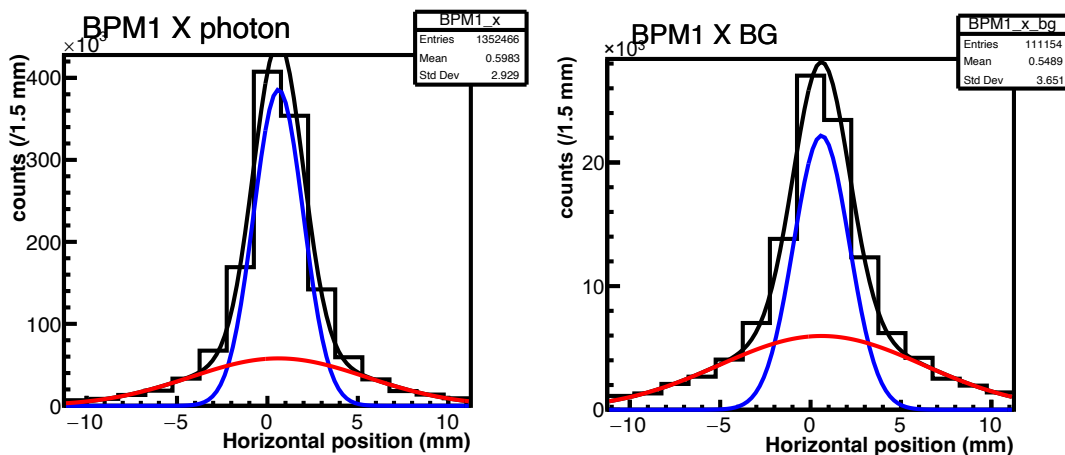 BPM1 X photon
BPM1_x
Entries 1352466
Mean 0.5983
Std Dev 2.929
×10³
counts (/1.5 mm)
400
300
200
100
0
−10 −5 0 5 10
Horizontal position (mm)
BPM1 X BG
BPM1_x_bg
Entries 111154
Mean 0.5489
Std Dev 3.651
×10³
counts (/1.5 mm)
20
10
0
−10 −5 0 5 10
Horizontal position (mm)